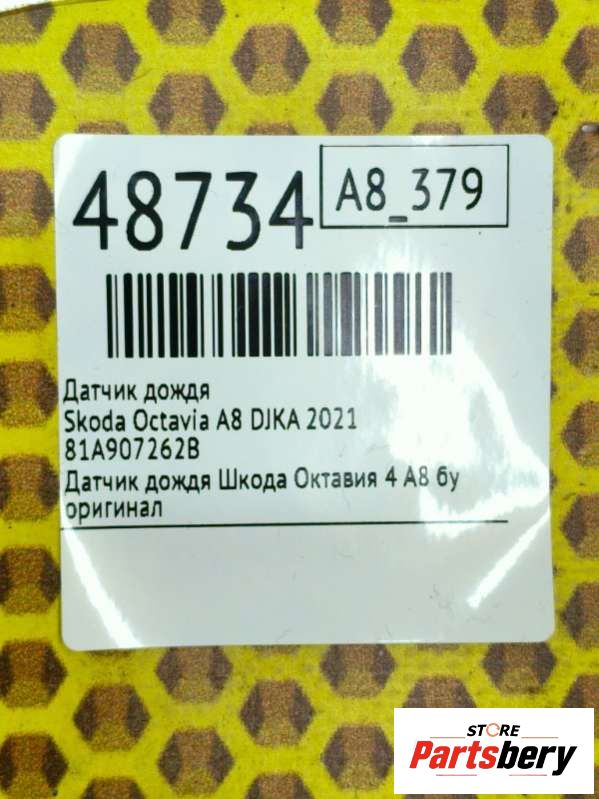 48734
A8_379
Датчик дождя
Skoda Octavia A8 DJKA 2021
81A907262B
Датчик дождя Шкода Октавия 4 А8 бу
оригинал
STORE
Partsbery